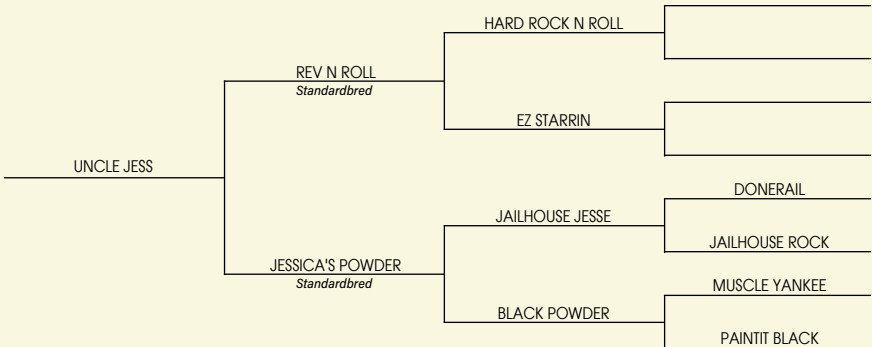 HARD ROCK N ROLL
REV N ROLL
Standardbred
EZ STARRIN
UNCLE JESS
DONERAIL
JAILHOUSE JESSE
JAILHOUSE ROCK
JESSICA'S POWDER
Standardbred
MUSCLE YANKEE
BLACK POWDER
PAINTIT BLACK